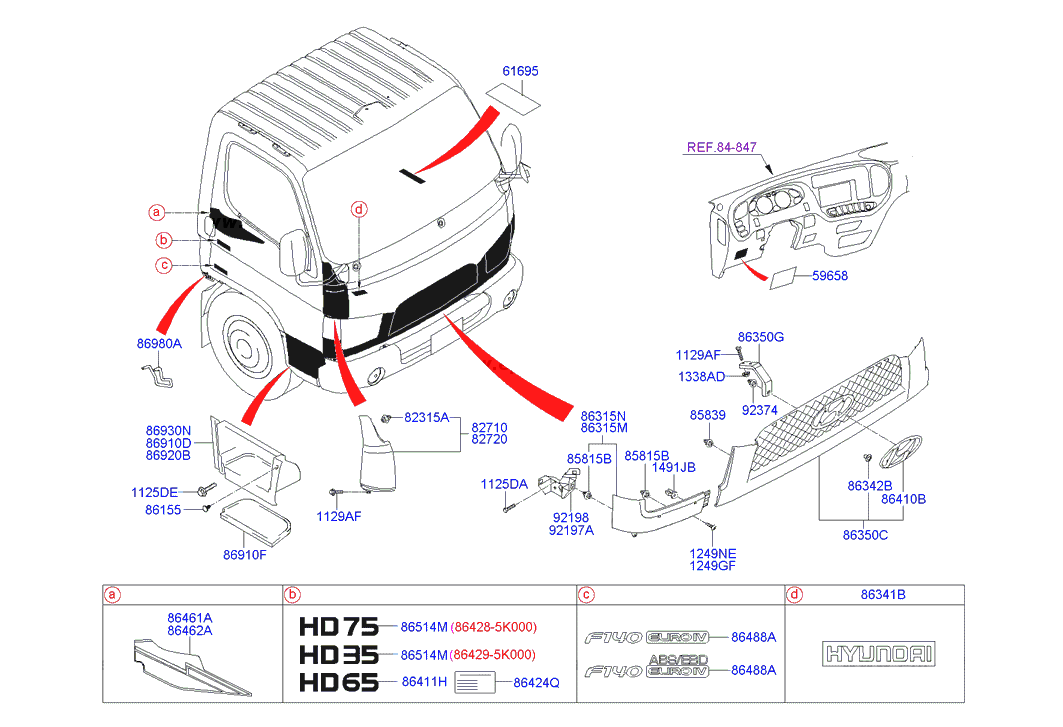 61695
REF.84-847
a
b
c
d
59658
86980A
86350G
1129AF
1338AD
92374
85839
86930N
86910D
86920B
82315A
82710
82720
86315N
86315M
85815B
85815B
1491JB
1125DA
1125DE
86155
1129AF
92198
92197A
86342B
86410B
86910F
86350C
1249NE
1249GF
a
b
c
d 86341B
86461A
86462A
HD75 86514M (86428-5K000)
HD35 86514M (86429-5K000)
HD65 86411H 86424Q
F140 EURO IV 86488A
ABS/EBD
F140 EURO IV 86488A
HYUNDAI